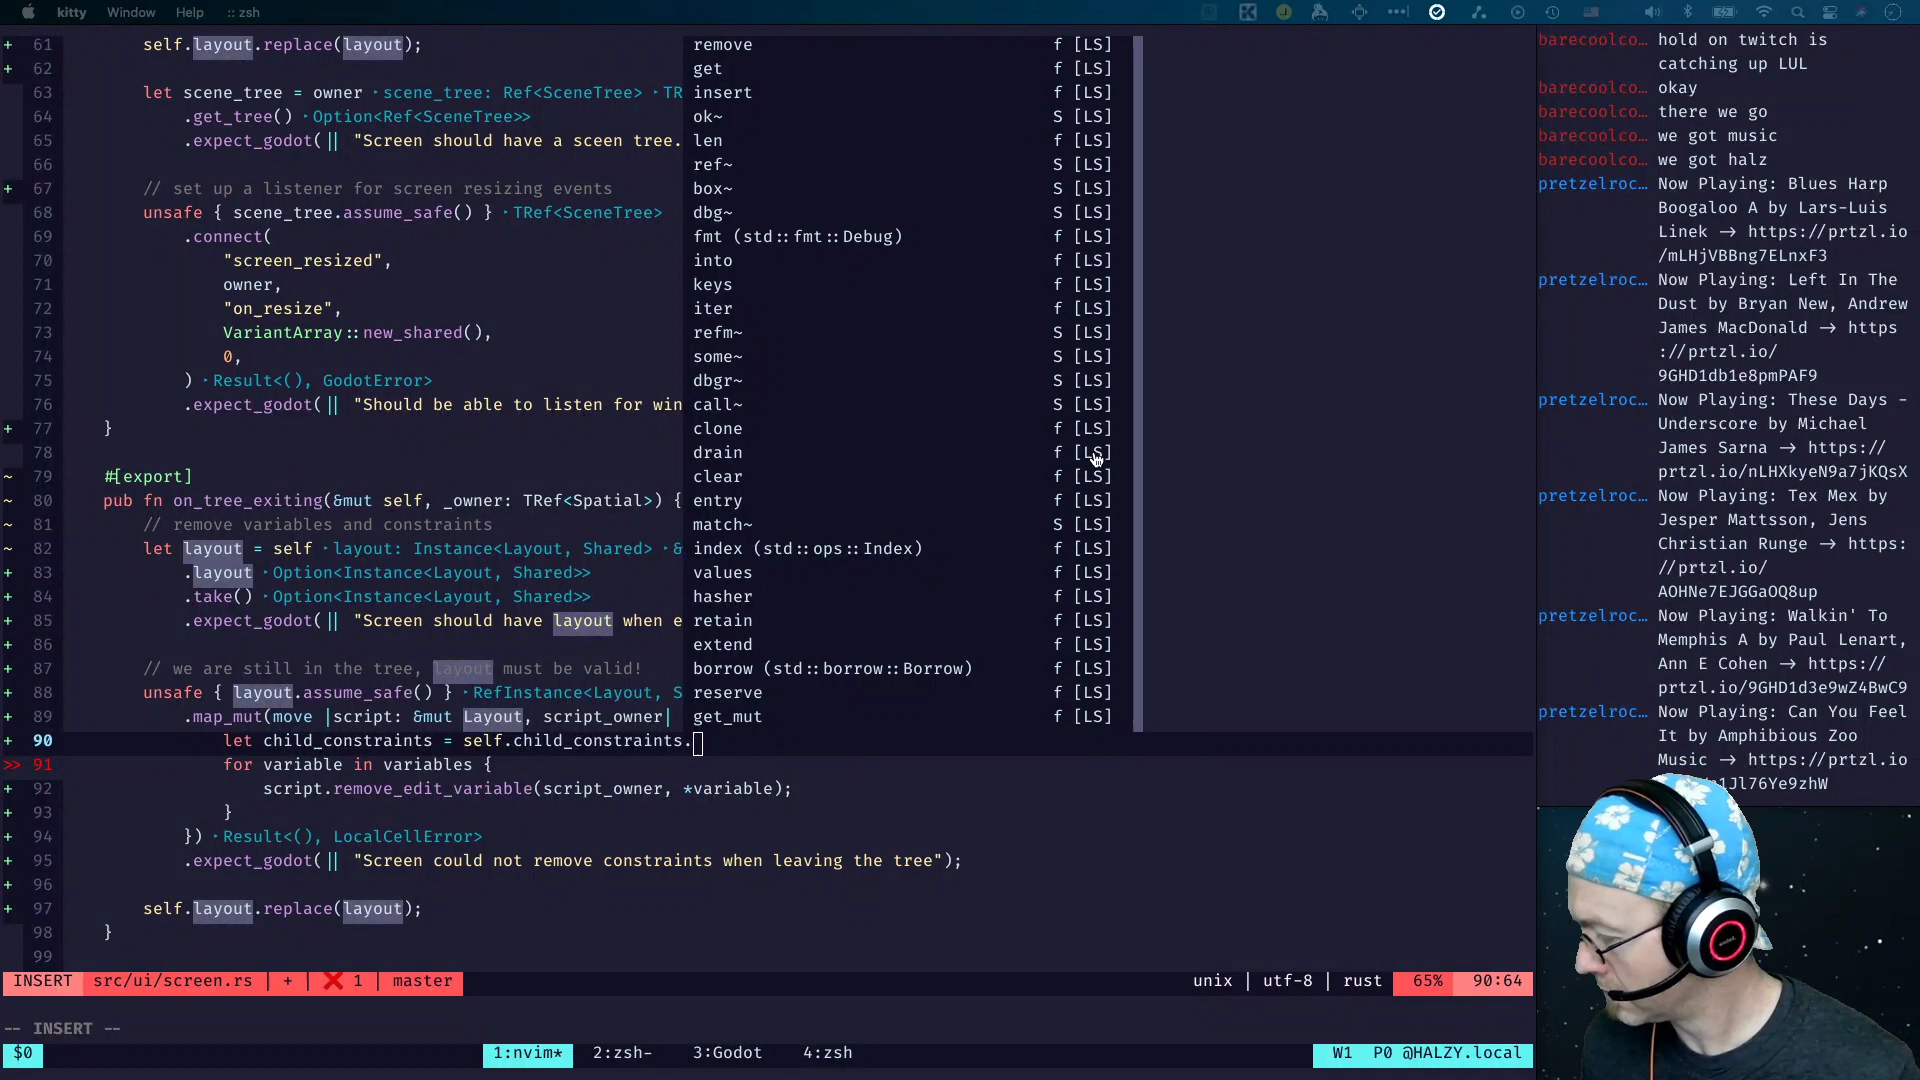 kitty Window Help :: zsh
+ 61 self.layout.replace(layout);
+ 62
63 let scene_tree = owner ‣scene_tree: Ref<SceneTree> ‣TR
64 .get_tree() ‣Option<Ref<SceneTree>>
65 .expect_godot(|| "Screen should have a sceen tree.
66
+ 67 // set up a listener for screen resizing events
68 unsafe { scene_tree.assume_safe() } ‣TRef<SceneTree>
69 .connect(
70 "screen_resized",
71 owner,
72 "on_resize",
73 VariantArray::new_shared(),
74 0,
75 ) ‣Result<(), GodotError>
76 .expect_godot(|| "Should be able to listen for win
+ 77 }
78
~ 79 #[export]
~ 80 pub fn on_tree_exiting(&mut self, _owner: TRef<Spatial>) {
~ 81 // remove variables and constraints
~ 82 let layout = self ‣layout: Instance<Layout, Shared> ‣&
+ 83 .layout ‣Option<Instance<Layout, Shared>>
+ 84 .take() ‣Option<Instance<Layout, Shared>>
+ 85 .expect_godot(|| "Screen should have layout when e
+ 86
+ 87 // we are still in the tree, layout must be valid!
+ 88 unsafe { layout.assume_safe() } ‣RefInstance<Layout, S
+ 89 .map_mut(move |script: &mut Layout, script_owner|
+ 90 let child_constraints = self.child_constraints.
>> 91 for variable in variables {
+ 92 script.remove_edit_variable(script_owner, *variable);
+ 93 }
+ 94 }) ‣Result<(), LocalCellError>
+ 95 .expect_godot(|| "Screen could not remove constraints when leaving the tree");
+ 96
+ 97 self.layout.replace(layout);
98 }
99
remove f [LS]
get f [LS]
insert f [LS]
ok~ S [LS]
len f [LS]
ref~ S [LS]
box~ S [LS]
dbg~ S [LS]
fmt (std::fmt::Debug) f [LS]
into f [LS]
keys f [LS]
iter f [LS]
refm~ S [LS]
some~ S [LS]
dbgr~ S [LS]
call~ S [LS]
clone f [LS]
drain f [LS]
clear f [LS]
entry f [LS]
match~ S [LS]
index (std::ops::Index) f [LS]
values f [LS]
hasher f [LS]
retain f [LS]
extend f [LS]
borrow (std::borrow::Borrow) f [LS]
reserve f [LS]
get_mut f [LS]
INSERT src/ui/screen.rs | + | ❌ 1 | master unix | utf-8 | rust 65% 90:64
-- INSERT --
$0 1:nvim* 2:zsh- 3:Godot 4:zsh W1 P0 @HALZY.local
barecoolco… hold on twitch is
catching up LUL
barecoolco… okay
barecoolco… there we go
barecoolco… we got music
barecoolco… we got halz
pretzelroc… Now Playing: Blues Harp
Boogaloo A by Lars-Luis
Linek -> https://prtzl.io
/mLHjVBBng7ELnxF3
pretzelroc… Now Playing: Left In The
Dust by Bryan New, Andrew
James MacDonald -> https
://prtzl.io/
9GHD1db1e8pmPAF9
pretzelroc… Now Playing: These Days -
Underscore by Michael
James Sarna -> https://
prtzl.io/nLHXkyeN9a7jKQsX
pretzelroc… Now Playing: Tex Mex by
Jesper Mattsson, Jens
Christian Runge -> https:
//prtzl.io/
AOHNe7EJGGaOQ8up
pretzelroc… Now Playing: Walkin' To
Memphis A by Paul Lenart,
Ann E Cohen -> https://
prtzl.io/9GHD1d3e9wZ4BwC9
pretzelroc… Now Playing: Can You Feel
It by Amphibious Zoo
Music -> https://prtzl.io